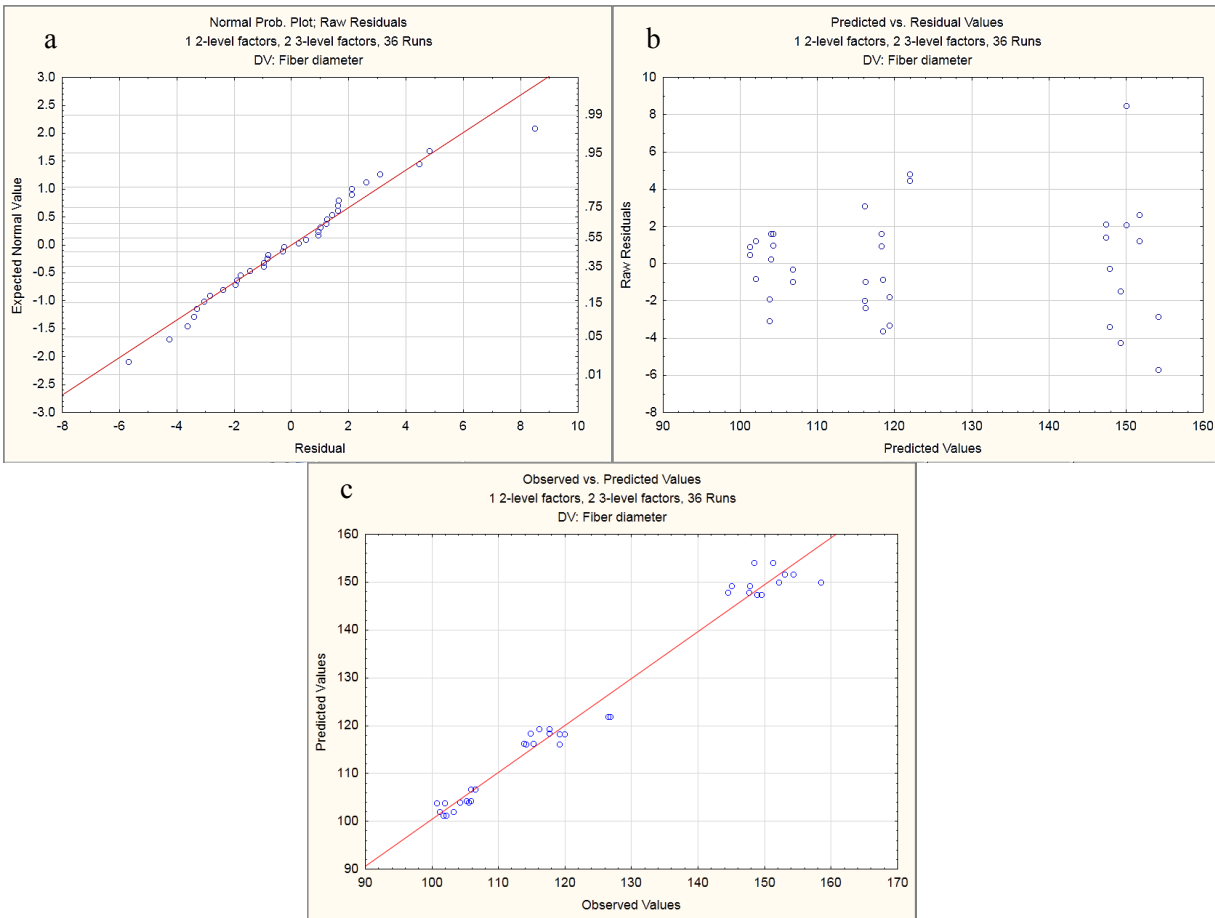 a
Normal Prob. Plot; Raw Residuals
1 2-level factors, 2 3-level factors, 36 Runs
DV: Fiber diameter
Expected Normal Value
3.0
2.5
2.0
1.5
1.0
0.5
0.0
-0.5
-1.0
-1.5
-2.0
-2.5
-3.0
.99
.95
.75
.55
.35
.15
.05
.01
-8 -6 -4 -2 0 2 4 6 8 10
Residual
b
Predicted vs. Residual Values
1 2-level factors, 2 3-level factors, 36 Runs
DV: Fiber diameter
Raw Residuals
10
8
6
4
2
0
-2
-4
-6
-8
90 100 110 120 130 140 150 160
Predicted Values
c
Observed vs. Predicted Values
1 2-level factors, 2 3-level factors, 36 Runs
DV: Fiber diameter
Predicted Values
160
150
140
130
120
110
100
90
90 100 110 120 130 140 150 160 170
Observed Values